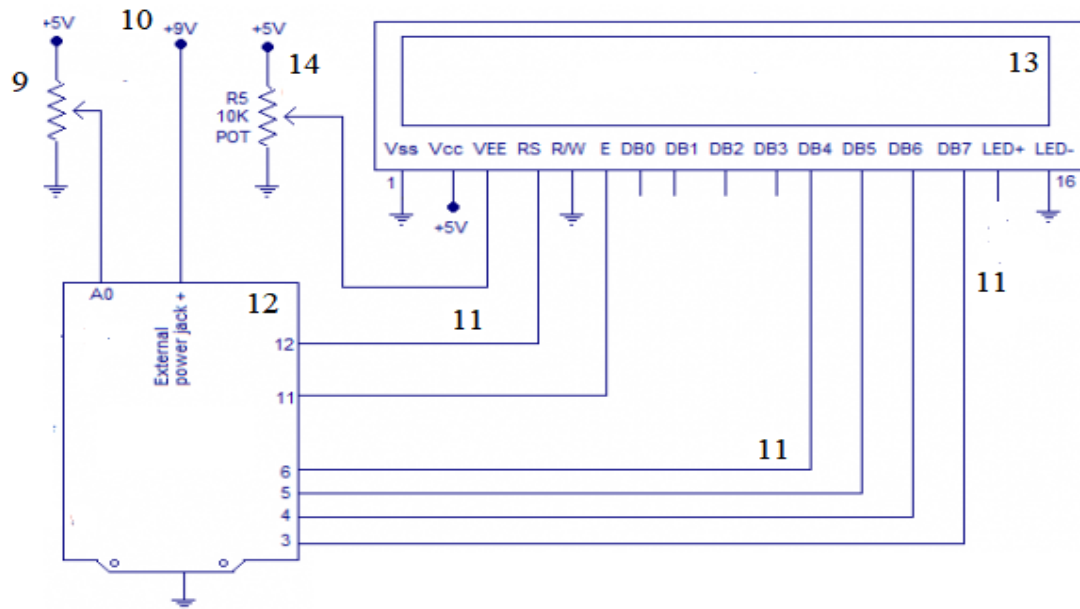 +5V 10 +9V +5V
9 14 13
R5
10K
POT
Vss Vcc VEE RS R/W E DB0 DB1 DB2 DB3 DB4 DB5 DB6 DB7 LED+ LED-
1 16
+5V
A0 External power jack + 12 11 11
12
11
11
6
5
4
3